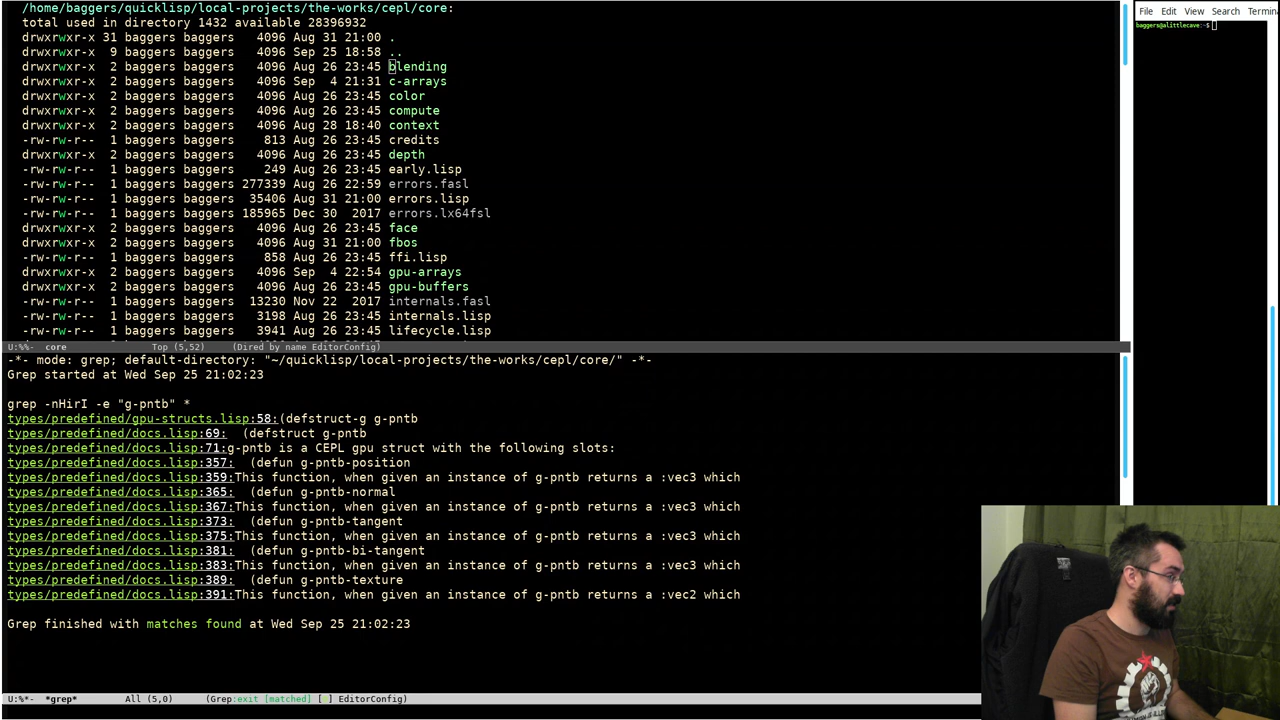 /home/baggers/quicklisp/local-projects/the-works/cepl/core:
total used in directory 1432 available 28396932
drwxrwxr-x 31 baggers baggers   4096 Aug 31 21:00 .
drwxrwxr-x  9 baggers baggers   4096 Sep 25 18:58 ..
drwxrwxr-x  2 baggers baggers   4096 Aug 26 23:45 blending
drwxrwxr-x  2 baggers baggers   4096 Sep  4 21:31 c-arrays
drwxrwxr-x  2 baggers baggers   4096 Aug 26 23:45 color
drwxrwxr-x  2 baggers baggers   4096 Aug 26 23:45 compute
drwxrwxr-x  2 baggers baggers   4096 Aug 28 18:40 context
-rw-rw-r--  1 baggers baggers    813 Aug 26 23:45 credits
drwxrwxr-x  2 baggers baggers   4096 Aug 26 23:45 depth
-rw-rw-r--  1 baggers baggers    249 Aug 26 23:45 early.lisp
-rw-rw-r--  1 baggers baggers 277339 Aug 26 22:59 errors.fasl
-rw-rw-r--  1 baggers baggers  35406 Aug 31 21:00 errors.lisp
-rw-rw-r--  1 baggers baggers 185965 Dec 30  2017 errors.lx64fsl
drwxrwxr-x  2 baggers baggers   4096 Aug 26 23:45 face
drwxrwxr-x  2 baggers baggers   4096 Aug 31 21:00 fbos
-rw-rw-r--  1 baggers baggers    858 Aug 26 23:45 ffi.lisp
drwxrwxr-x  2 baggers baggers   4096 Sep  4 22:54 gpu-arrays
drwxrwxr-x  2 baggers baggers   4096 Aug 26 23:45 gpu-buffers
-rw-rw-r--  1 baggers baggers  13230 Nov 22  2017 internals.fasl
-rw-rw-r--  1 baggers baggers   3198 Aug 26 23:45 internals.lisp
-rw-rw-r--  1 baggers baggers   3941 Aug 26 23:45 lifecycle.lisp
U:%%-  core            Top (5,52)     (Dired by name EditorConfig)
-*- mode: grep; default-directory: "~/quicklisp/local-projects/the-works/cepl/core/" -*-
Grep started at Wed Sep 25 21:02:23
grep -nHirI -e "g-pntb" *
types/predefined/gpu-structs.lisp:58:(defstruct-g g-pntb
types/predefined/docs.lisp:69:  (defstruct g-pntb
types/predefined/docs.lisp:71:g-pntb is a CEPL gpu struct with the following slots:
types/predefined/docs.lisp:357:  (defun g-pntb-position
types/predefined/docs.lisp:359:This function, when given an instance of g-pntb returns a :vec3 which
types/predefined/docs.lisp:365:  (defun g-pntb-normal
types/predefined/docs.lisp:367:This function, when given an instance of g-pntb returns a :vec3 which
types/predefined/docs.lisp:373:  (defun g-pntb-tangent
types/predefined/docs.lisp:375:This function, when given an instance of g-pntb returns a :vec3 which
types/predefined/docs.lisp:381:  (defun g-pntb-bi-tangent
types/predefined/docs.lisp:383:This function, when given an instance of g-pntb returns a :vec3 which
types/predefined/docs.lisp:389:  (defun g-pntb-texture
types/predefined/docs.lisp:391:This function, when given an instance of g-pntb returns a :vec2 which
Grep finished with matches found at Wed Sep 25 21:02:23
U:%*-  *grep*       All (5,0)      (Grep:exit [matched] [ ] EditorConfig)
File Edit View Search Termin
baggers@alittlecave:~$